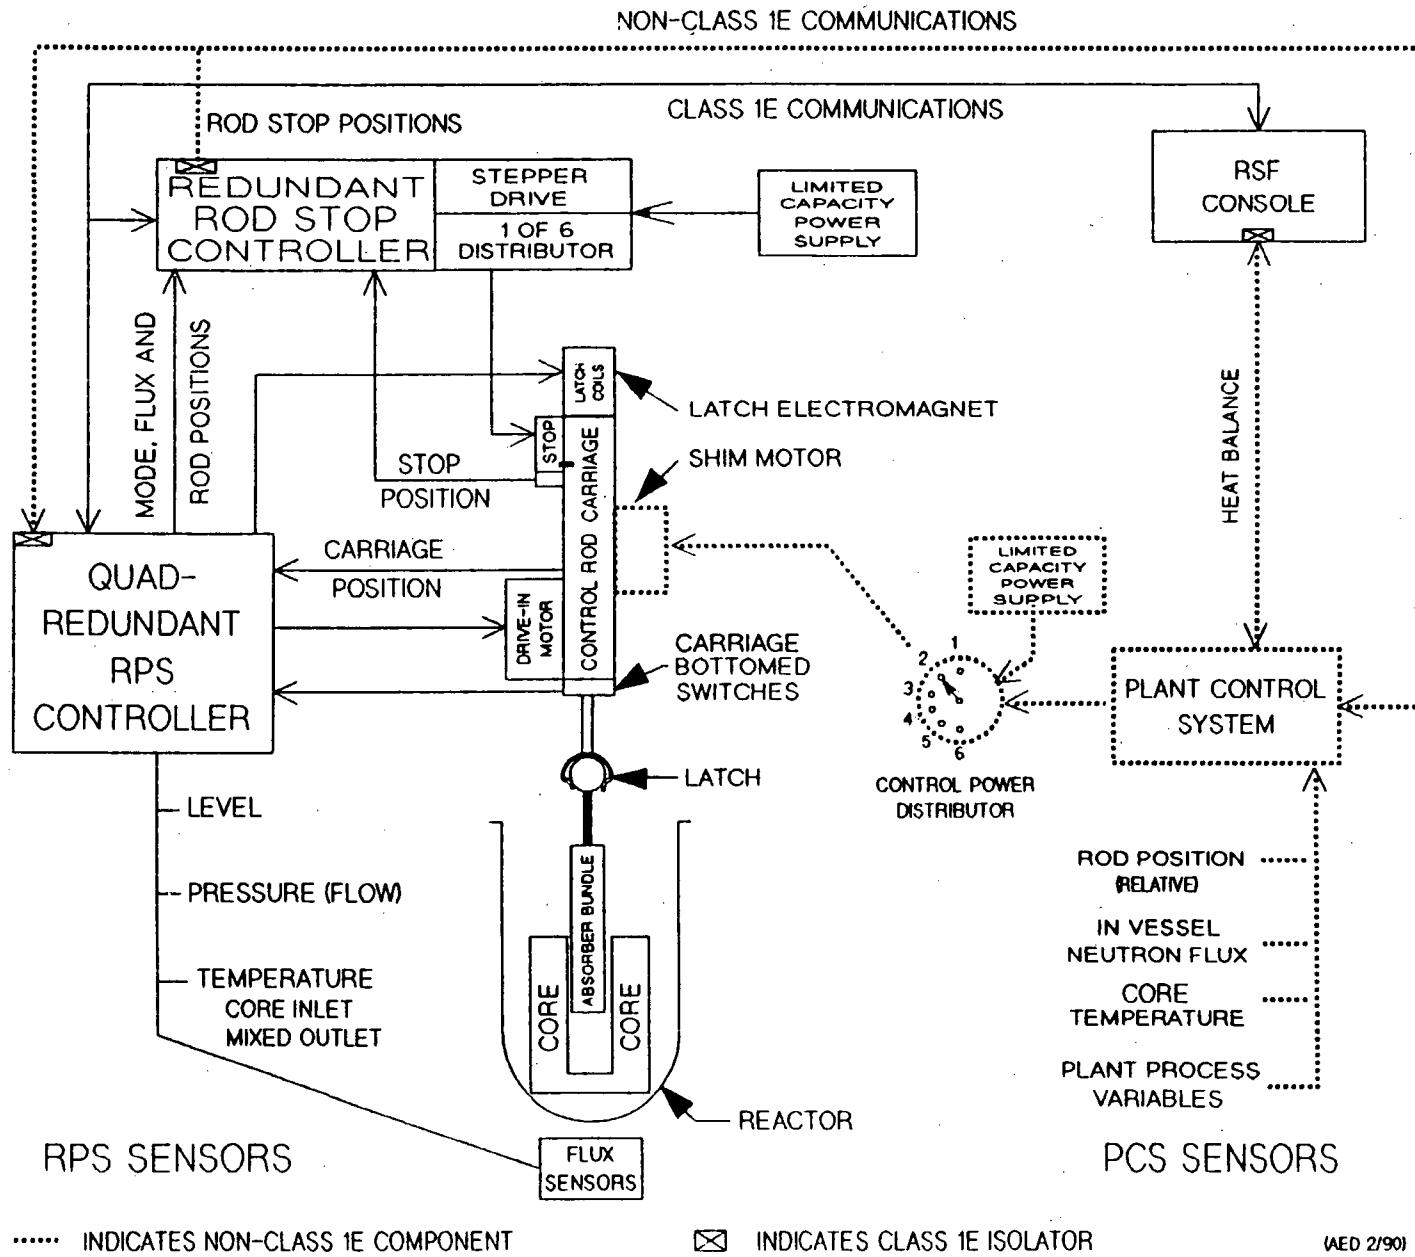 NON-CLASS 1E COMMUNICATIONS
CLASS 1E COMMUNICATIONS
ROD STOP POSITIONS
REDUNDANT
ROD STOP
CONTROLLER
STEPPER
DRIVE
1 OF 6
DISTRIBUTOR
LIMITED
CAPACITY
POWER
SUPPLY
RSF
CONSOLE
MODE, FLUX AND
ROD POSITIONS
LATCH
COILS
LATCH ELECTROMAGNET
STOP
CONTROL ROD CARRIAGE
SHIM MOTOR
STOP
POSITION
HEAT BALANCE
CARRIAGE
POSITION
QUAD-
REDUNDANT
RPS
CONTROLLER
DRIVE-IN
MOTOR
CARRIAGE
BOTTOMED
SWITCHES
LIMITED
CAPACITY
POWER
SUPPLY
1
2
3
4
5
6
CONTROL POWER
DISTRIBUTOR
PLANT CONTROL
SYSTEM
LATCH
LEVEL
PRESSURE (FLOW)
TEMPERATURE
CORE INLET
MIXED OUTLET
ABSORBER BUNDLE
CORE
CORE
REACTOR
FLUX
SENSORS
ROD POSITION
(RELATIVE)
IN VESSEL
NEUTRON FLUX
CORE
TEMPERATURE
PLANT PROCESS
VARIABLES
RPS SENSORS
PCS SENSORS
INDICATES NON-CLASS 1E COMPONENT
INDICATES CLASS 1E ISOLATOR
(AED 2/90)